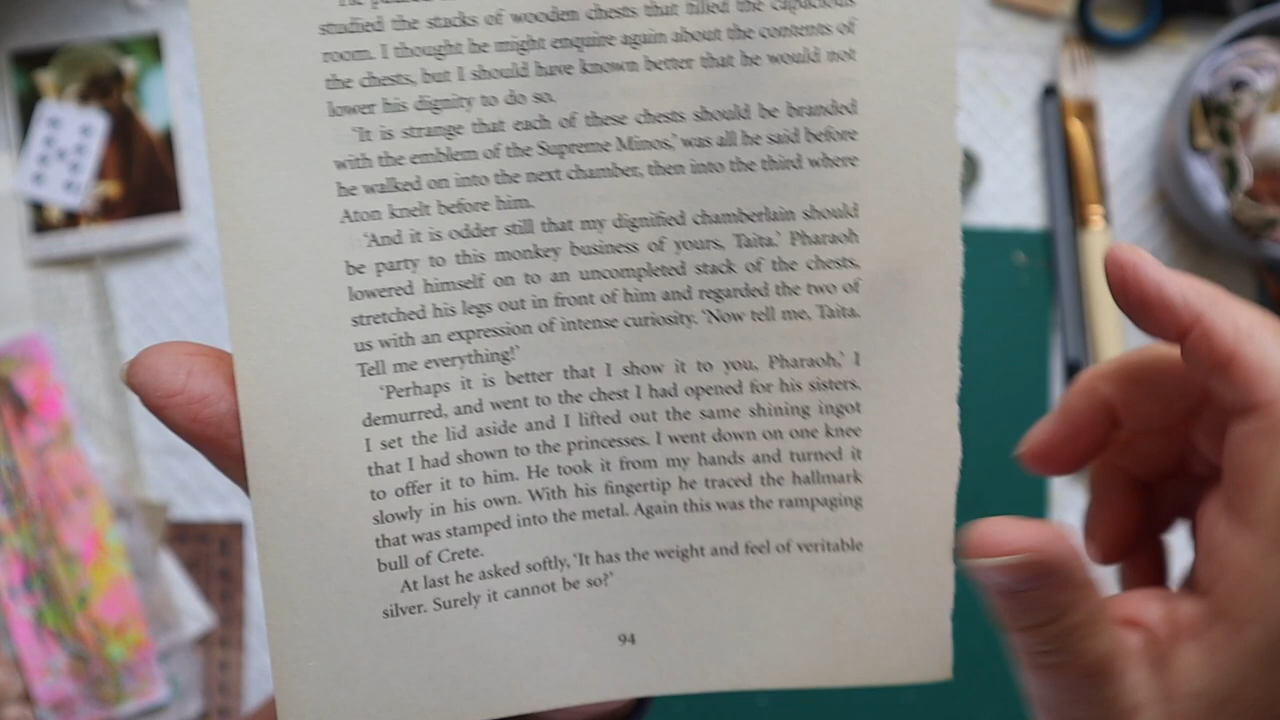 He paused
studied the stacks of wooden chests that filled the capacious
room. I thought he might enquire again about the contents of
the chests, but I should have known better that he would not
lower his dignity to do so.
‘It is strange that each of these chests should be branded
with the emblem of the Supreme Minos,’ was all he said before
he walked on into the next chamber, then into the third where
Aton knelt before him.
‘And it is odder still that my dignified chamberlain should
be party to this monkey business of yours, Taita.’ Pharaoh
lowered himself on to an uncompleted stack of the chests,
stretched his legs out in front of him and regarded the two of
us with an expression of intense curiosity. ‘Now tell me, Taita.
Tell me everything!’
‘Perhaps it is better that I show it to you, Pharaoh,’ I
demurred, and went to the chest I had opened for his sisters.
I set the lid aside and I lifted out the same shining ingot
that I had shown to the princesses. I went down on one knee
to offer it to him. He took it from my hands and turned it
slowly in his own. With his fingertip he traced the hallmark
that was stamped into the metal. Again this was the rampaging
bull of Crete.
At last he asked softly, ‘It has the weight and feel of veritable
silver. Surely it cannot be so?’
94